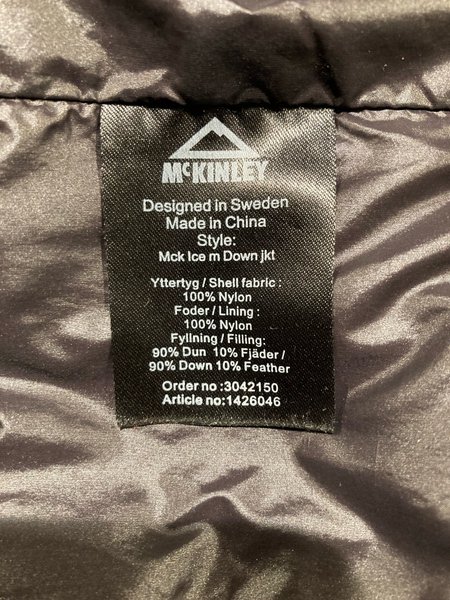 McKINLEY
Designed in Sweden
Made in China
Style:
Mck Ice m Down jkt
Yttertyg / Shell fabric :
100% Nylon
Foder / Lining :
100% Nylon
Fyllning / Filling:
90% Dun 10% Fjäder /
90% Down 10% Feather
Order no :3042150
Article no:1426046